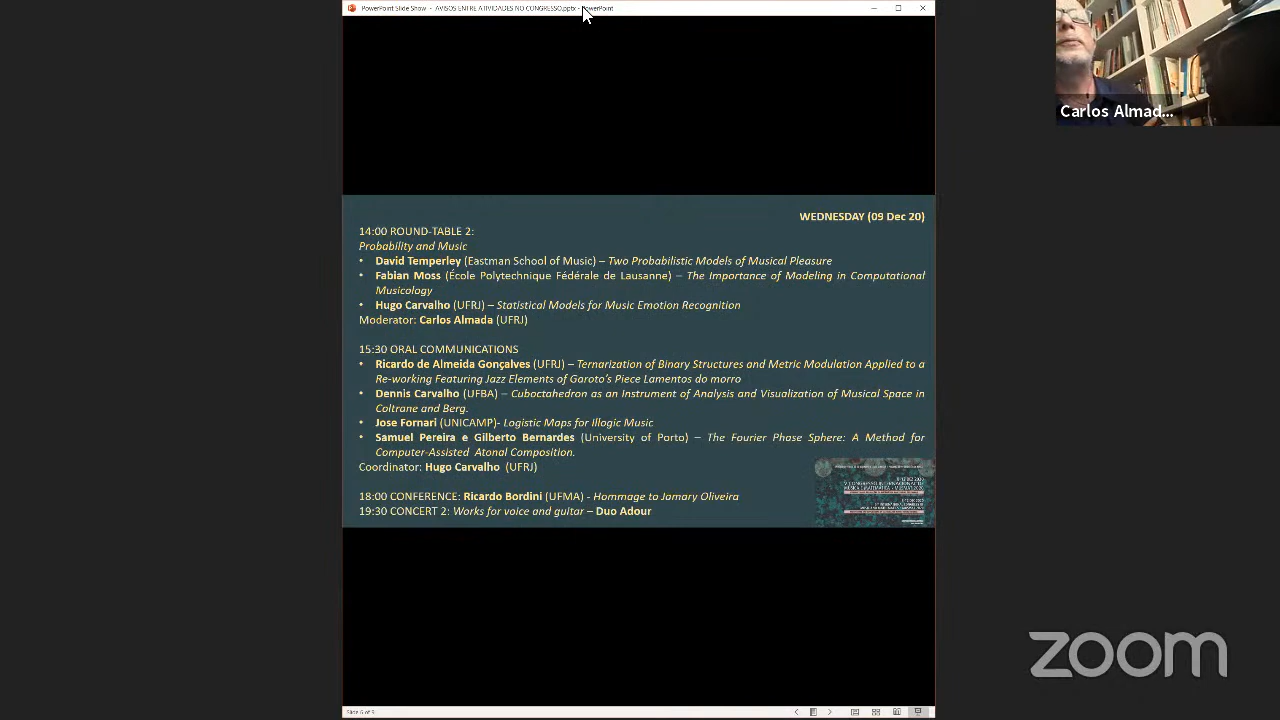 PowerPoint Slide Show - AVISOS ENTRE ATIVIDADES NO CONGRESSO.pptx - PowerPoint
Carlos Almad...
WEDNESDAY (09 Dec 20)
14:00 ROUND-TABLE 2:
Probability and Music
• David Temperley (Eastman School of Music) – Two Probabilistic Models of Musical Pleasure
• Fabian Moss (École Polytechnique Fédérale de Lausanne) – The Importance of Modeling in Computational
Musicology
• Hugo Carvalho (UFRJ) – Statistical Models for Music Emotion Recognition
Moderator: Carlos Almada (UFRJ)
15:30 ORAL COMMUNICATIONS
• Ricardo de Almeida Gonçalves (UFRJ) – Ternarization of Binary Structures and Metric Modulation Applied to a
Re-working Featuring Jazz Elements of Garoto's Piece Lamentos do morro
• Dennis Carvalho (UFBA) – Cuboctahedron as an Instrument of Analysis and Visualization of Musical Space in
Coltrane and Berg.
• Jose Fornari (UNICAMP)- Logistic Maps for Illogic Music
• Samuel Pereira e Gilberto Bernardes (University of Porto) – The Fourier Phase Sphere: A Method for
Computer-Assisted Atonal Composition.
Coordinator: Hugo Carvalho (UFRJ)
18:00 CONFERENCE: Ricardo Bordini (UFMA) - Hommage to Jamary Oliveira
19:30 CONCERT 2: Works for voice and guitar – Duo Adour
zoom